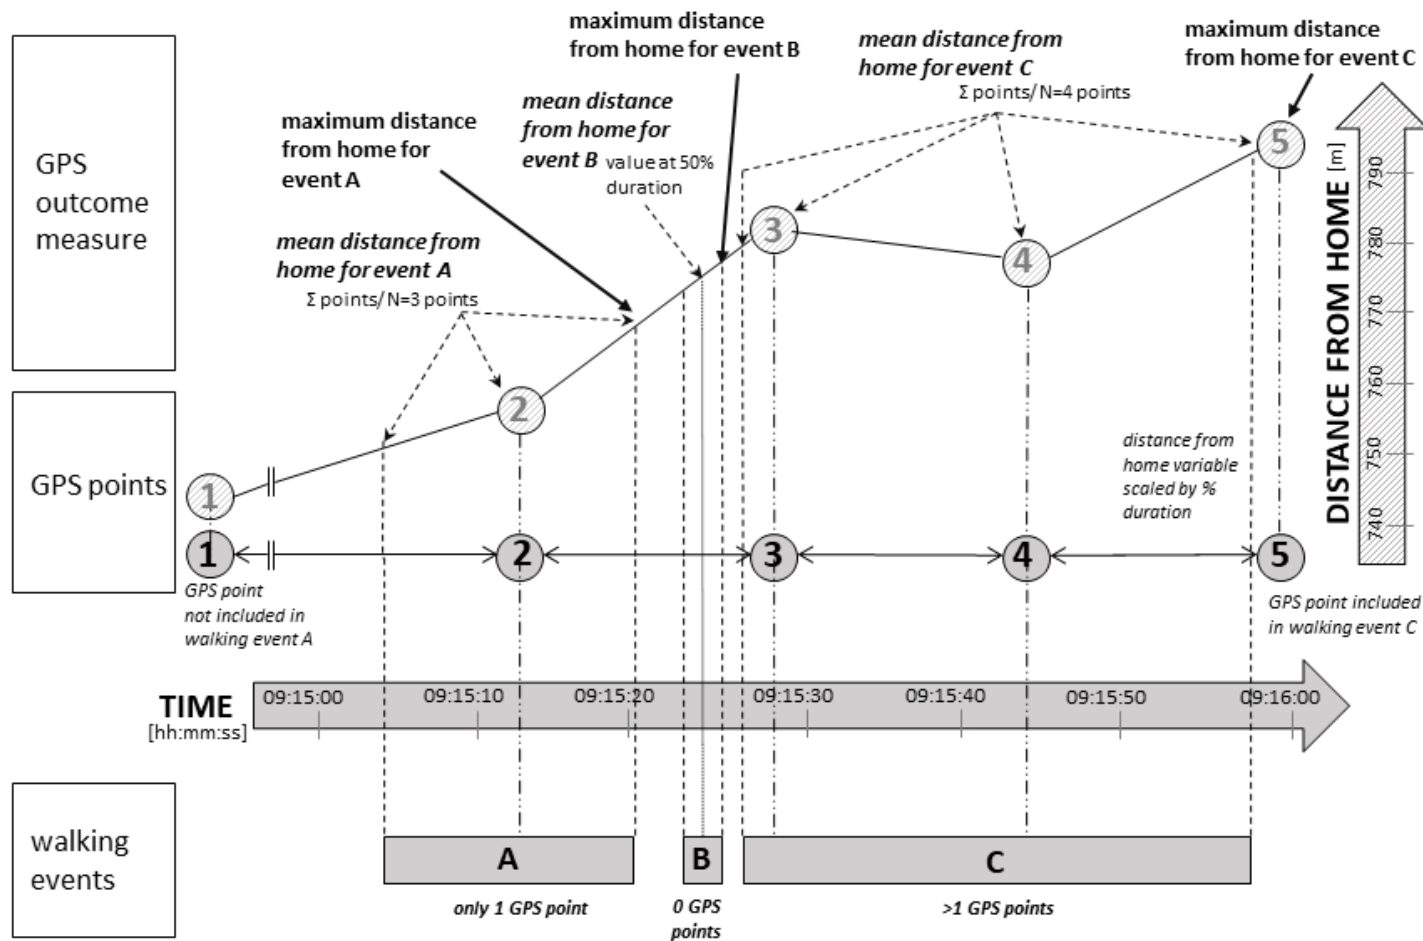 GPS
outcome
measure
GPS points
walking
events
maximum distance
from home for
event A
mean distance from
home for event A
Σ points/ N=3 points
maximum distance
from home for event B
mean distance
from home for
event B value at 50%
duration
mean distance from
home for event C
Σ points/ N=4 points
maximum distance
from home for event C
1
2
3
4
5
DISTANCE FROM HOME [m]
790
780
770
760
750
740
distance from
home variable
scaled by %
duration
1
2
3
4
5
GPS point
not included in
walking event A
GPS point included
in walking event C
TIME
[hh:mm:ss]
09:15:00
09:15:10
09:15:20
09:15:30
09:15:40
09:15:50
09:16:00
A
B
C
only 1 GPS point
0 GPS
points
>1 GPS points